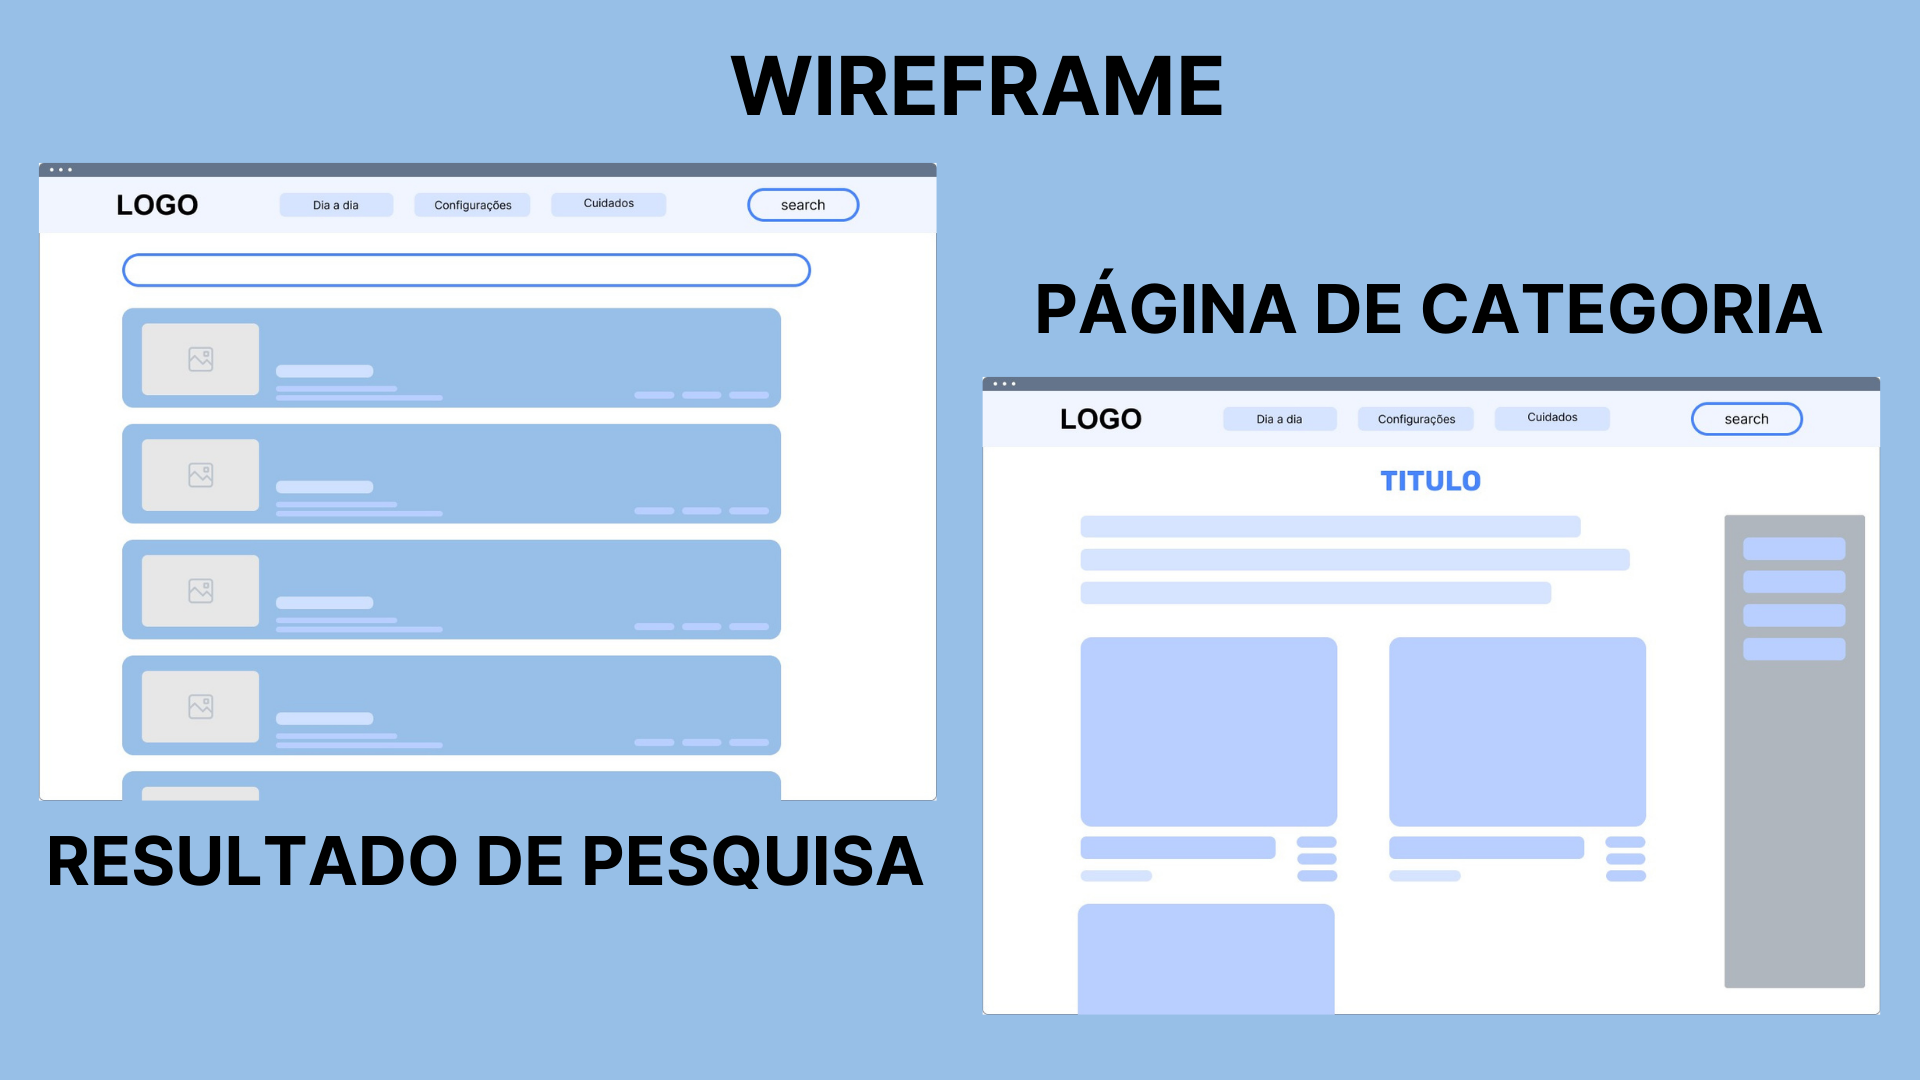 WIREFRAME
LOGO
Dia a dia
Configurações
Cuidados
search
RESULTADO DE PESQUISA
PÁGINA DE CATEGORIA
LOGO
Dia a dia
Configurações
Cuidados
search
TITULO